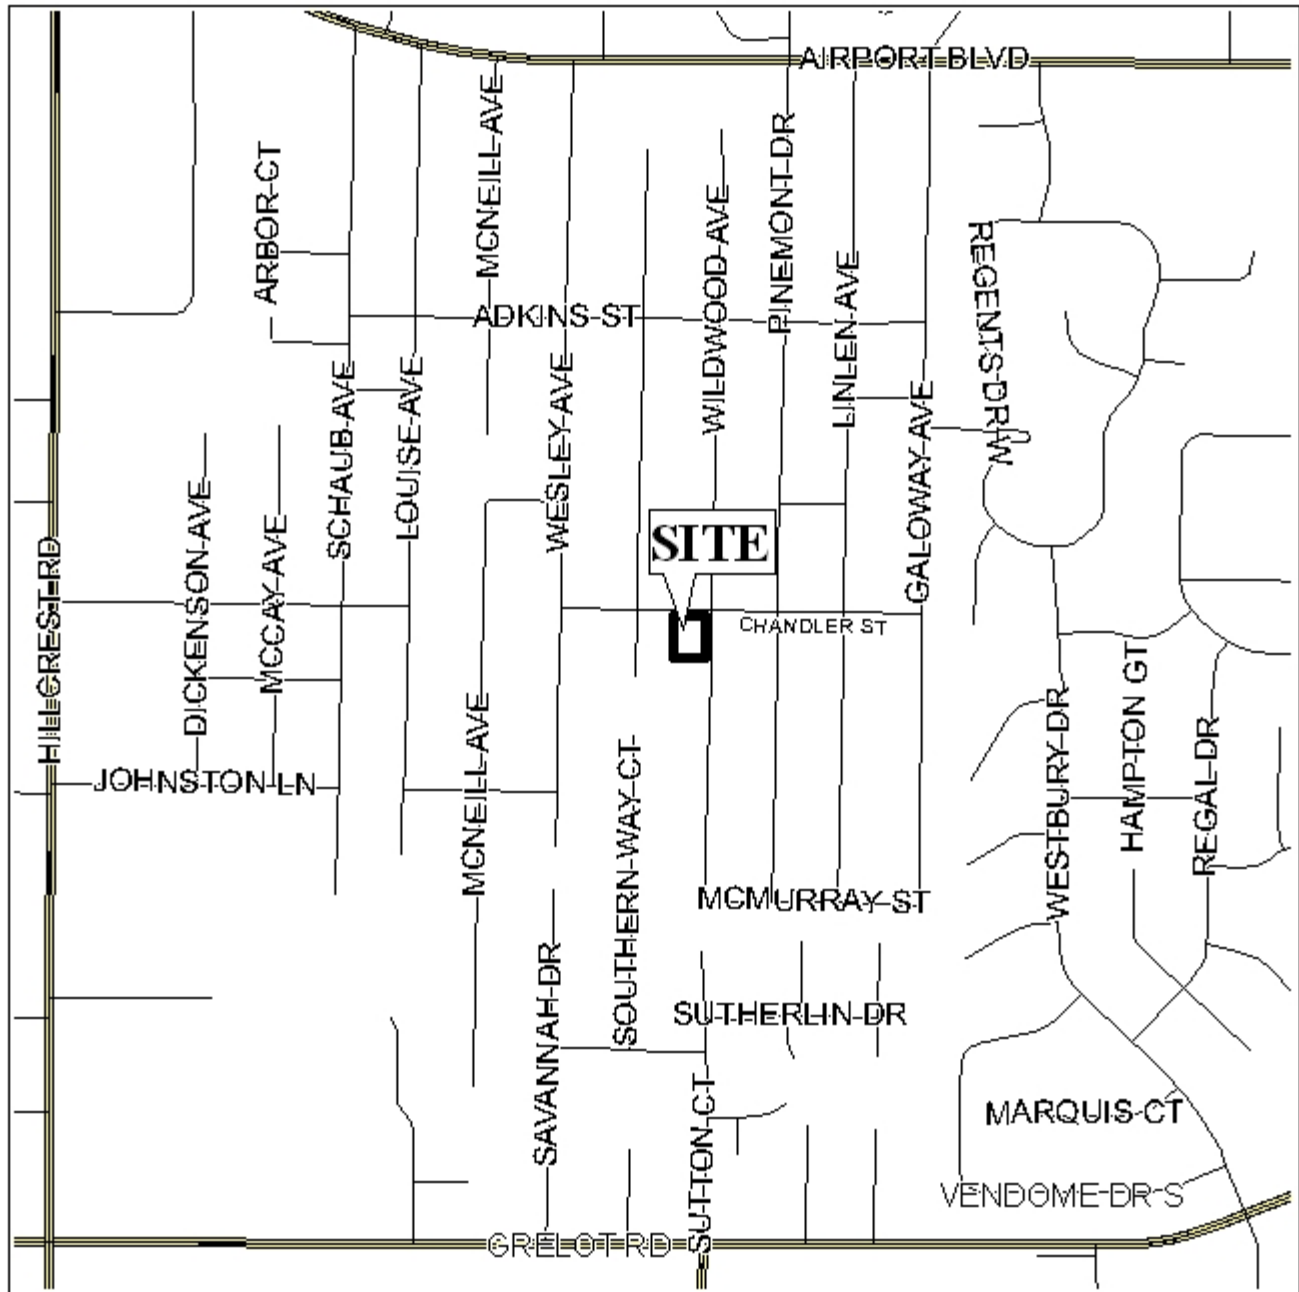 AIRPORT BLVD
MCNEILL AVE
ARBOR CT
PINEMONT DR
WILDWOOD AVE
REGENTS DR W
LINLEN AVE
ADKINS ST
SCHAUB AVE
LOUISE AVE
WESLEY AVE
GALOWAY AVE
DICKENSON AVE
MCCAY AVE
SITE
HILLCREST RD
CHANDLER ST
HAMPTON CT
WESTBURY DR
REGAL DR
MCNEILL AVE
SOUTHERN WAY CT
JOHNSTON LN
MCMURRAY ST
SAVANNAH DR
SUTHERLIN DR
SUTTON CT
MARQUIS CT
VENDOME DR S
GRELOT RD